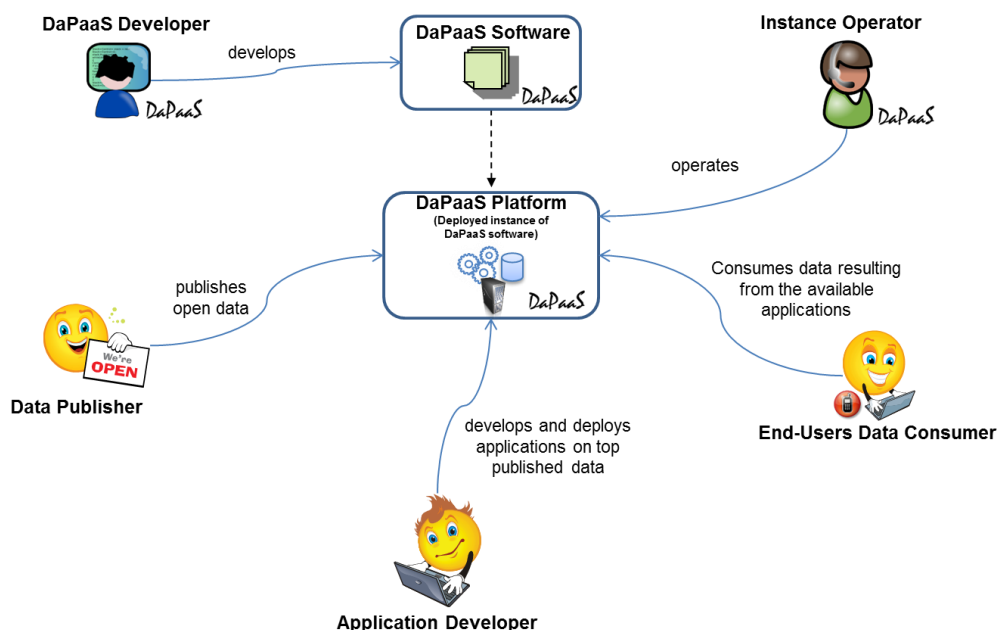 DaPaaS Developer
develops
DaPaaS
DaPaaS Software
DaPaaS
Instance Operator
DaPaaS
operates
DaPaaS Platform
(Deployed instance of
DaPaaS software)
DaPaaS
publishes
open data
We're
OPEN
Data Publisher
Consumes data resulting
from the available
applications
End-Users Data Consumer
develops and deploys
applications on top
published data
Application Developer